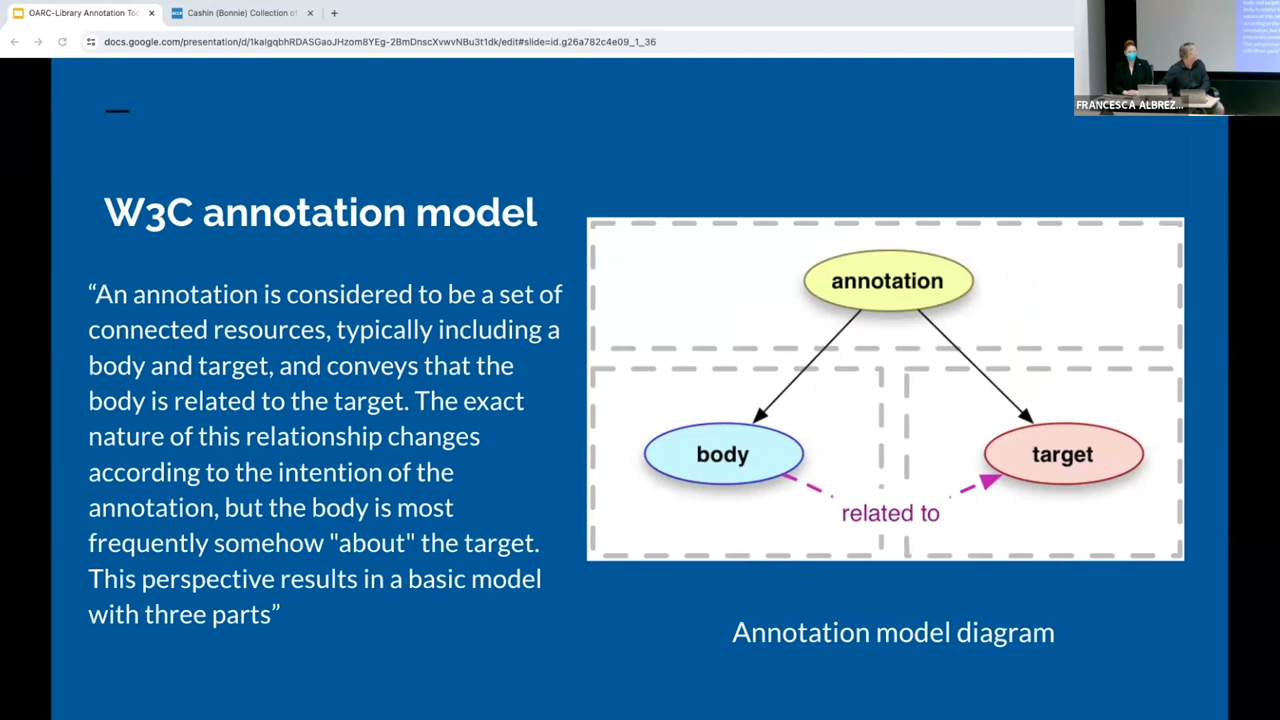 OARC-Library Annotation Too
Cashin (Bonnie) Collection of
docs.google.com/presentation/d/1kaIgqbhRDASGaoJHzom8YEg-2BmDnscXvwvNBu3t1dk/edit#slide=id.g26a782c4e09_1_36
FRANCESCA ALBREZ...
W3C annotation model
“An annotation is considered to be a set of
connected resources, typically including a
body and target, and conveys that the
body is related to the target. The exact
nature of this relationship changes
according to the intention of the
annotation, but the body is most
frequently somehow "about" the target.
This perspective results in a basic model
with three parts”
annotation
body
target
related to
Annotation model diagram